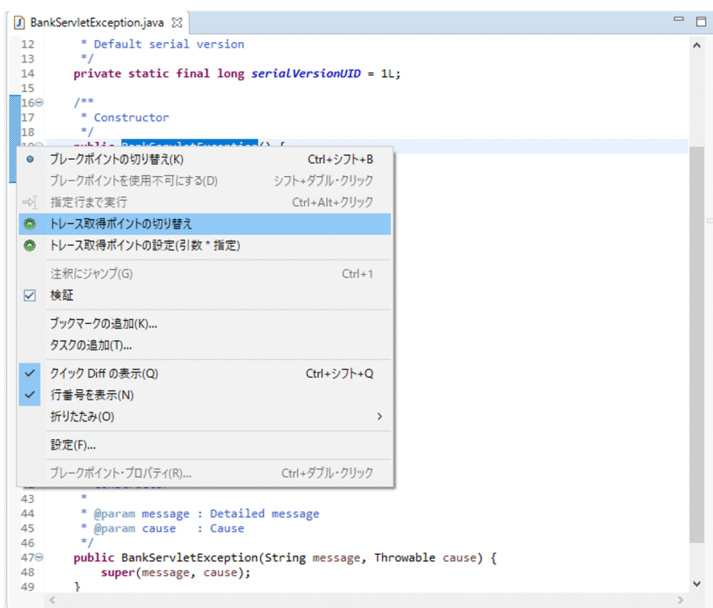 BankServletException.java
12 * Default serial version
13 */
14 private static final long serialVersionUID = 1L;
15
16 /**
17 * Constructor
18 */
public BankServletException() {
ブレークポイントの切り替え(K) Ctrl+シフト+B
ブレークポイントを使用不可にする(D) シフト+ダブル・クリック
指定行まで実行 Ctrl+Alt+クリック
トレース取得ポイントの切り替え
トレース取得ポイントの設定(引数 * 指定)
注釈にジャンプ(G) Ctrl+1
検証
ブックマークの追加(K)...
タスクの追加(T)...
クイック Diff の表示(Q) Ctrl+シフト+Q
行番号を表示(N)
折りたたみ(O)
設定(F)...
ブレークポイント・プロパティ(R)... Ctrl+ダブル・クリック
43 *
44 * @param message : Detailed message
45 * @param cause : Cause
46 */
47 public BankServletException(String message, Throwable cause) {
48 super(message, cause);
49 }